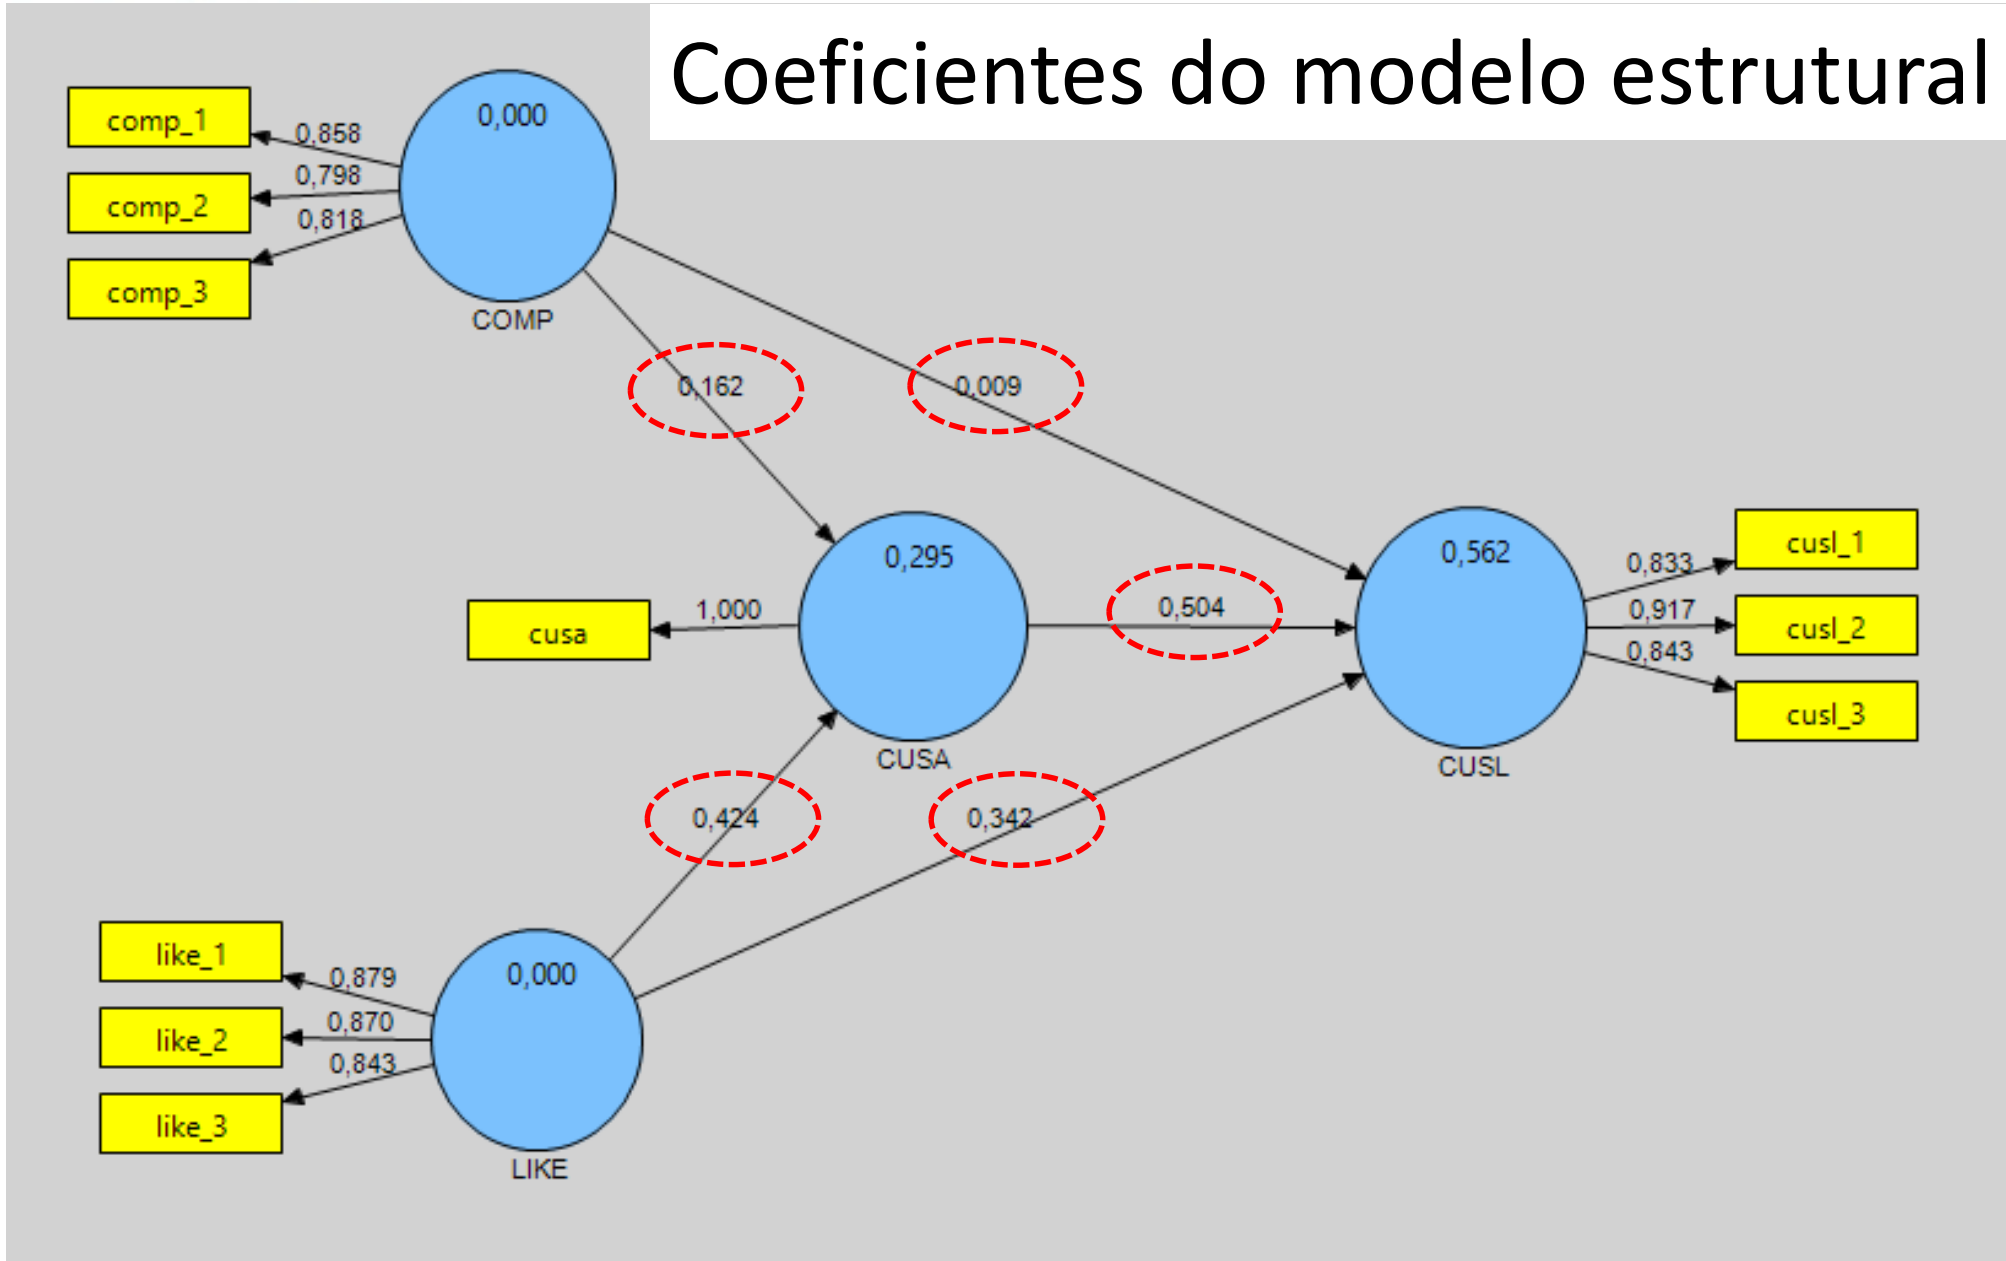 Coeficientes do modelo estrutural
comp_1
0,858
0,000
comp_2
0,798
comp_3
0,818
COMP
0,162
0,009
0,295
0,562
cusa
1,000
0,504
0,833
cusl_1
0,917
cusl_2
0,843
cusl_3
CUSA
CUSL
0,424
0,342
like_1
0,879
0,000
like_2
0,870
like_3
0,843
LIKE